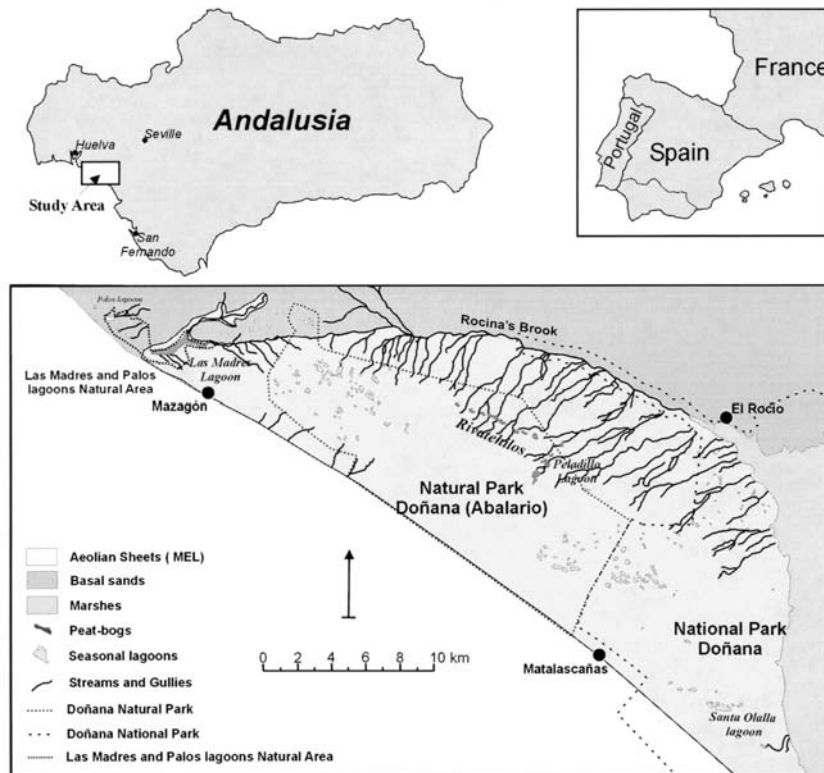 Andalusia
Huelva
Seville
Study Area
San
Fernando
France
Portugal
Spain
Palos lagoons
Rocina's Brook
Las Madres
Lagoon
Las Madres and Palos
lagoons Natural Area
Mazagón
El Rocio
Rivatehilos
Peladillo
Lagoon
Natural Park
Doñana (Abalario)
Aeolian Sheets ( MEL)
Basal sands
Marshes
Peat-bogs
Seasonal lagoons
Streams and Gullies
Doñana Natural Park
Doñana National Park
Las Madres and Palos lagoons Natural Area
0 2 4 6 8 10 km
National Park
Doñana
Matalascañas
Santa Olalla
lagoon